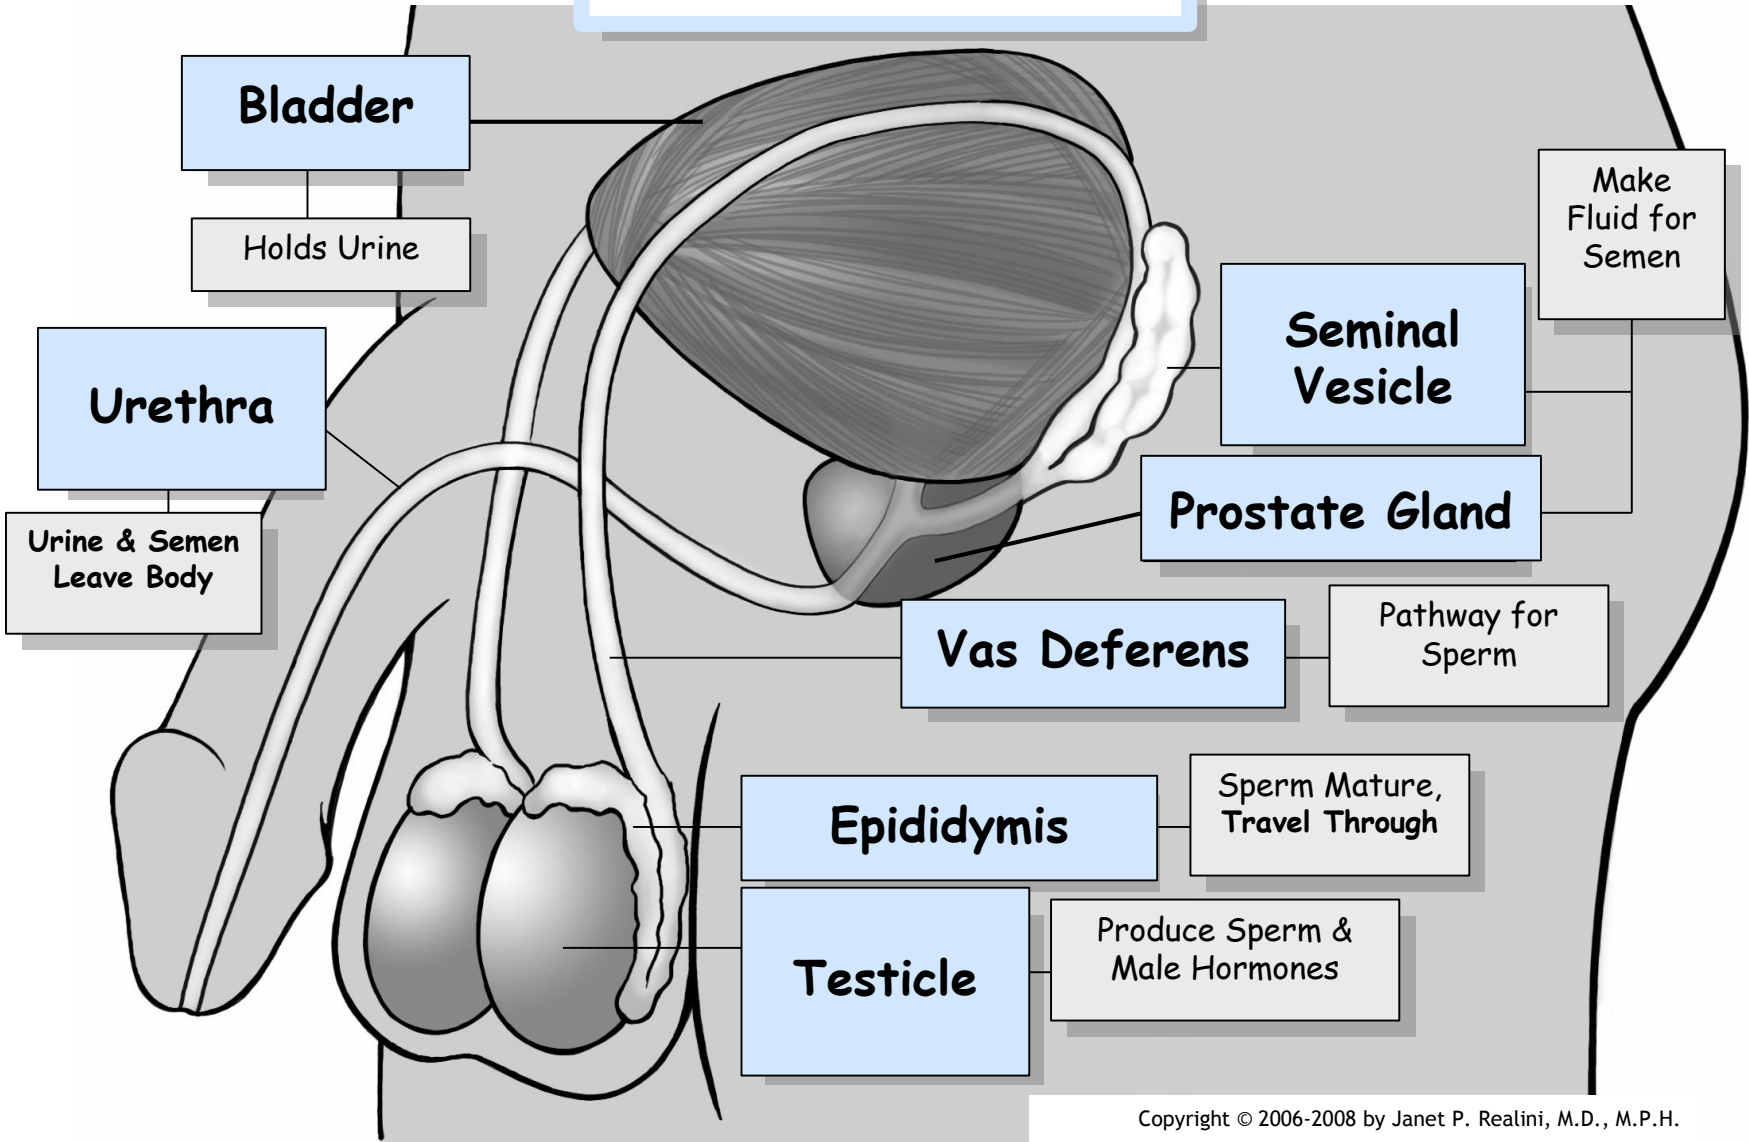 Bladder
Holds Urine
Make
Fluid for
Semen
Seminal
Vesicle
Urethra
Urine & Semen
Leave Body
Prostate Gland
Vas Deferens
Pathway for
Sperm
Epididymis
Sperm Mature,
Travel Through
Testicle
Produce Sperm &
Male Hormones
Copyright © 2006-2008 by Janet P. Realini, M.D., M.P.H.